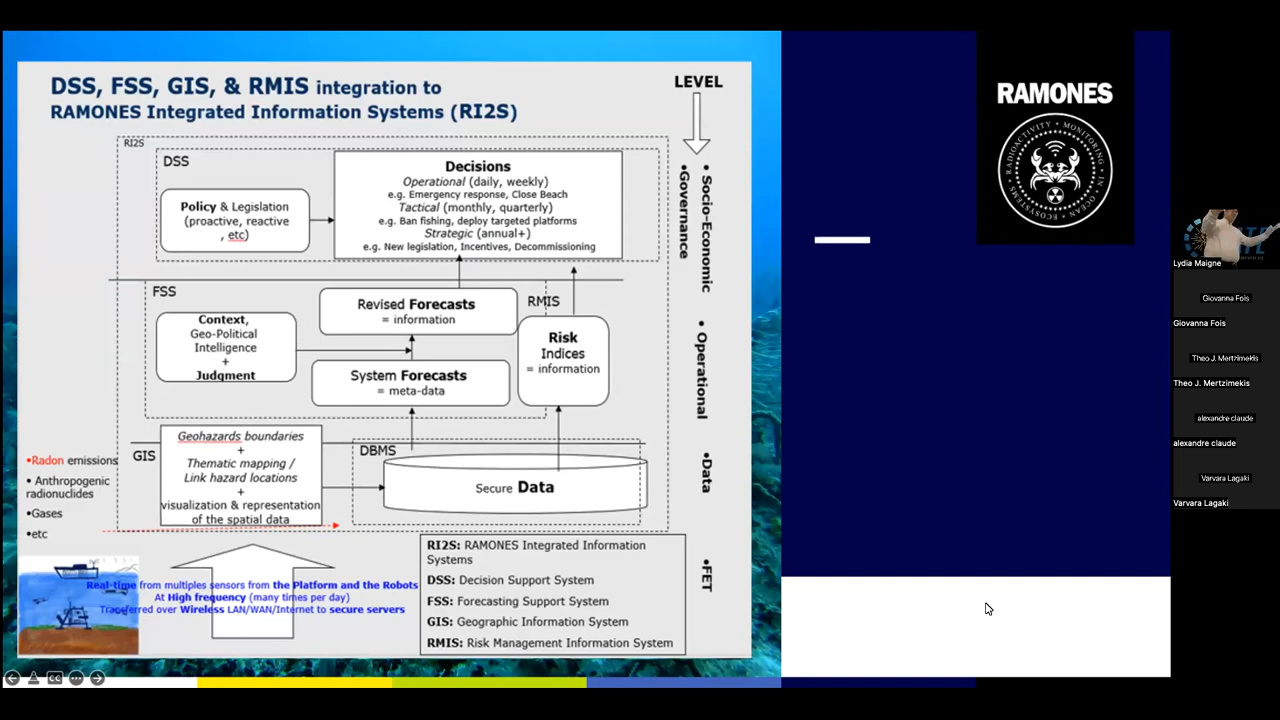 DSS, FSS, GIS, & RMIS integration to
RAMONES Integrated Information Systems (RI2S)
LEVEL
RI2S
DSS
Policy & Legislation
(proactive, reactive
, etc)
Decisions
Operational (daily, weekly)
e.g. Emergency response, Close Beach
Tactical (monthly, quarterly)
e.g. Ban fishing, deploy targeted platforms
Strategic (annual+)
e.g. New legislation, Incentives, Decommissioning
•Socio-Economic
•Governance
FSS
Context,
Geo-Political
Intelligence
+
Judgment
Revised Forecasts
= information
System Forecasts
= meta-data
RMIS
Risk
Indices
= information
•Operational
GIS
Geohazards boundaries
+
Thematic mapping /
Link hazard locations
+
visualization & representation
of the spatial data
DBMS
Secure Data
•Data
•Radon emissions
• Anthropogenic
radionuclides
•Gases
•etc
Real-time from multiples sensors from the Platform and the Robots
At High frequency (many times per day)
Transferred over Wireless LAN/WAN/Internet to secure servers
RI2S: RAMONES Integrated Information
Systems
DSS: Decision Support System
FSS: Forecasting Support System
GIS: Geographic Information System
RMIS: Risk Management Information System
•FET
CC
RAMONES
RADIOACTIVITY • MONITORING • IN OCEAN • ECOSYSTEMS
Lydia Maigne
Giovanna Fois
Giovanna Fois
Theo J. Mertzimekis
Theo J. Mertzimekis
alexandre claude
alexandre claude
Varvara Lagaki
Varvara Lagaki